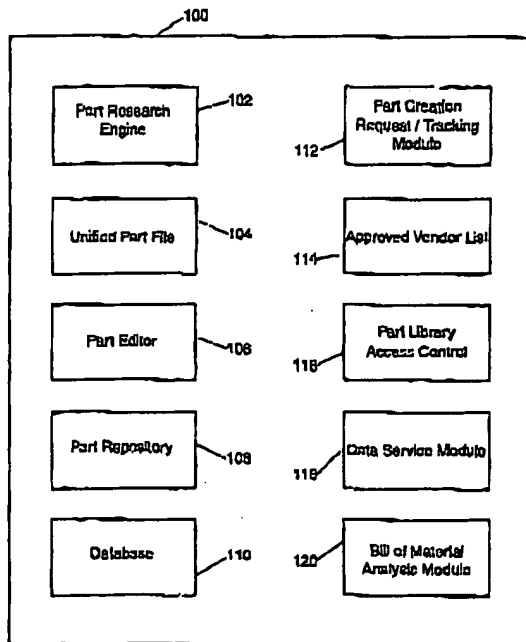 100
Part Research
Engine
102
Unified Part File
104
Part Editor
106
Part Repository
108
Database
110
Part Creation
Request / Tracking
Module
112
Approved Vendor List
114
Part Library
Access Control
116
Data Service Module
118
Bill of Material
Analysis Module
120